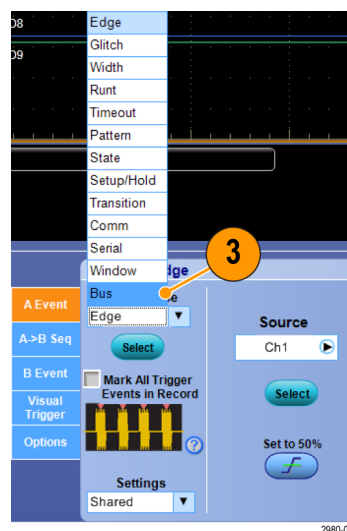 D8
D9
Edge
Glitch
Width
Runt
Timeout
Pattern
State
Setup/Hold
Transition
Comm
Serial
Window
Bus
3
A Event
A->B Seq
B Event
Visual
Trigger
Options
Edge
Select
Mark All Trigger
Events in Record
Settings
Shared
Source
Ch1
Select
Set to 50%